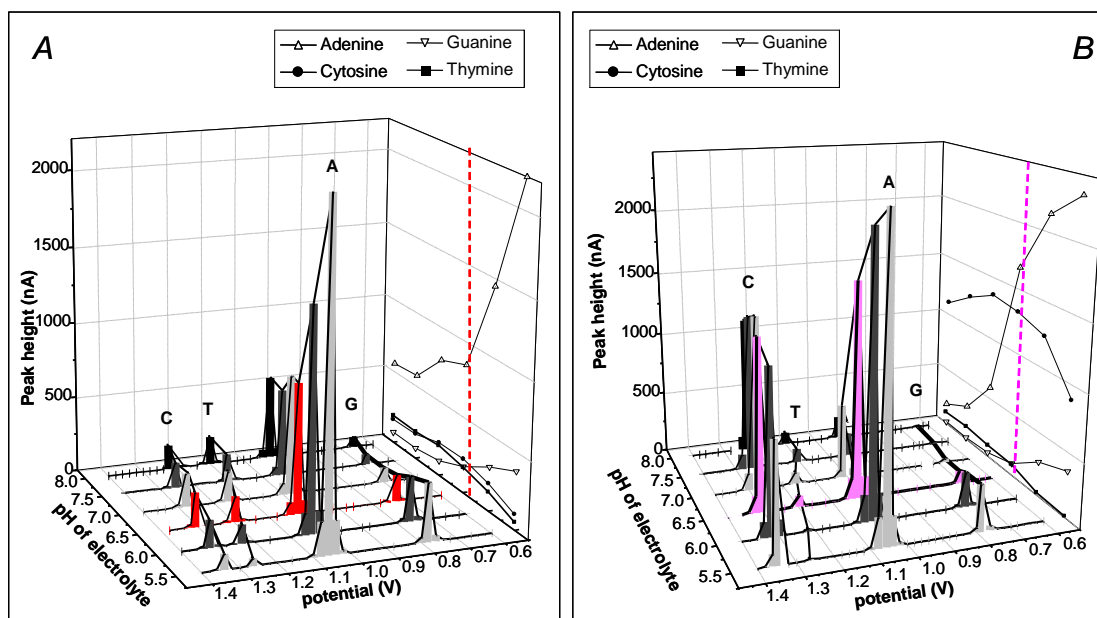 A
Adenine Guanine
Cytosine Thymine
Peak height (nA)
2000
1500
1000
500
0
A
C
T
G
8.0
7.5
7.0
6.5
6.0
5.5
pH of electrolyte
1.4 1.3 1.2 1.1 1.0 0.9 0.8 0.7 0.6
potential (V)
B
Adenine Guanine
Cytosine Thymine
Peak height (nA)
2000
1500
1000
500
0
A
C
T
G
8.0
7.5
7.0
6.5
6.0
5.5
pH of electrolyte
1.4 1.3 1.2 1.1 1.0 0.9 0.8 0.7 0.6
potential (V)